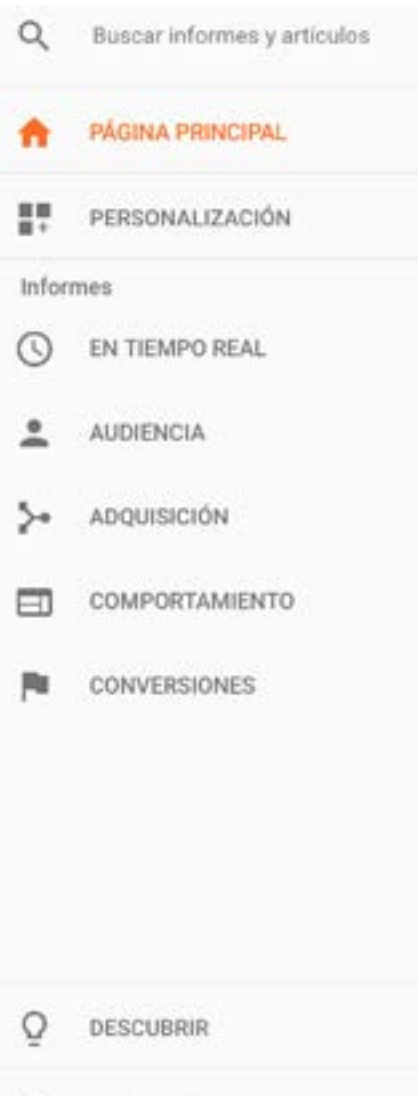 Buscar informes y artículos
PÁGINA PRINCIPAL
PERSONALIZACIÓN
Informes
EN TIEMPO REAL
AUDIENCIA
ADQUISICIÓN
COMPORTAMIENTO
CONVERSIONES
DESCUBRIR